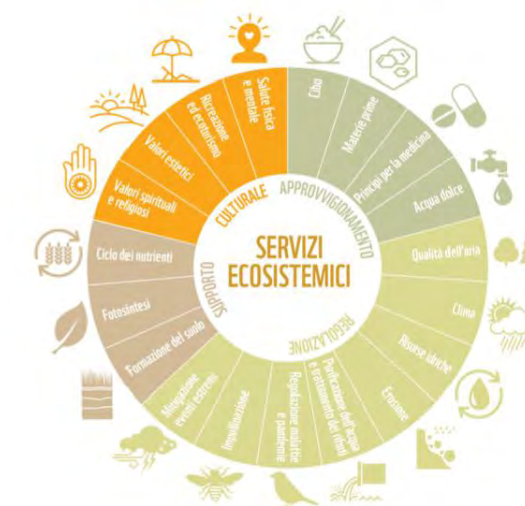 SERVIZI
ECOSISTEMICI
CULTURALE
APPROVVIGIONAMENTO
REGOLAZIONE
SUPPORTO
Cibo
Materie prime
Principi per la medicina
Acqua dolce
Qualità dell'aria
Clima
Risorse idriche
Erosione
Purificazione dell'acqua
e trattamento dei rifiuti
Regolazione malattie
e pandemie
Impollinazione
Mitigazione
eventi estremi
Formazione del suolo
Fotosintesi
Ciclo dei nutrienti
Valori spirituali
e religiosi
Valori estetici
Ricreazione
ed ecoturismo
Salute fisica
e mentale